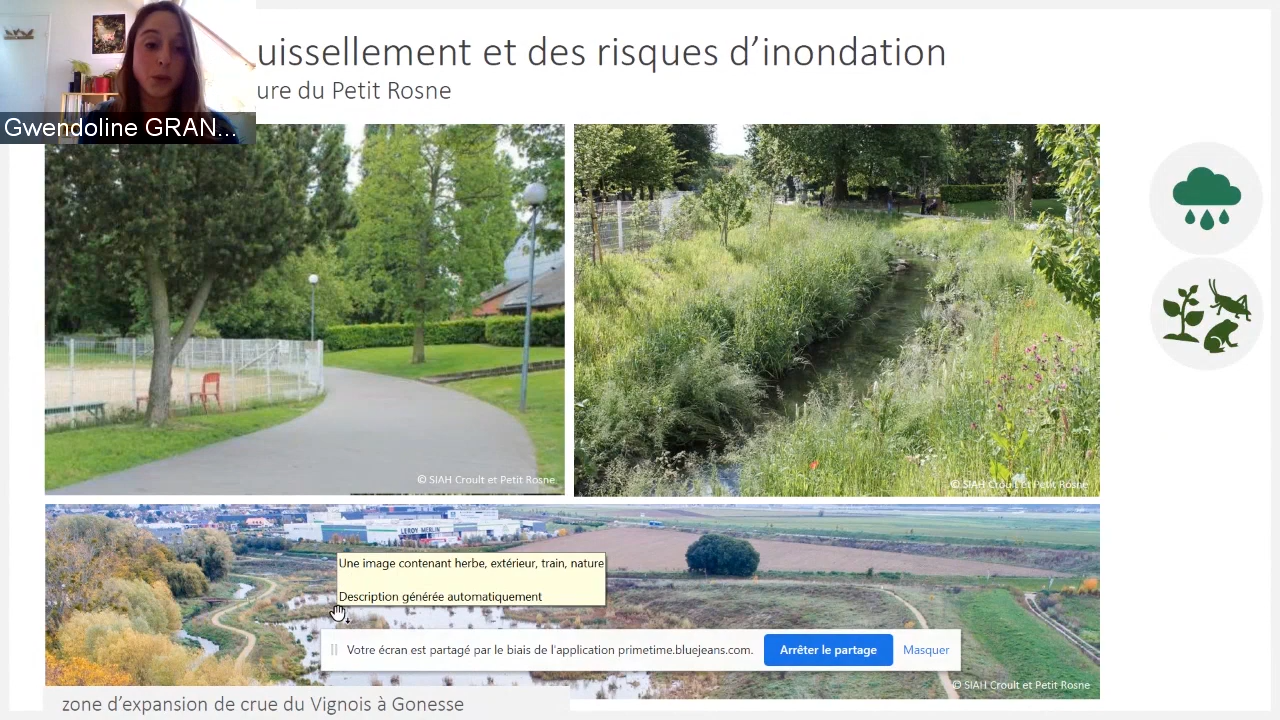 uissellement et des risques d’inondation
ure du Petit Rosne
Gwendoline GRAN...
© SIAH Croult et Petit Rosne
© SIAH Croult et Petit Rosne
LEROY MERLIN
Une image contenant herbe, extérieur, train, nature
Description générée automatiquement
Votre écran est partagé par le biais de l'application primetime.bluejeans.com.
Arrêter le partage
Masquer
© SIAH Croult et Petit Rosne
zone d’expansion de crue du Vignois à Gonesse